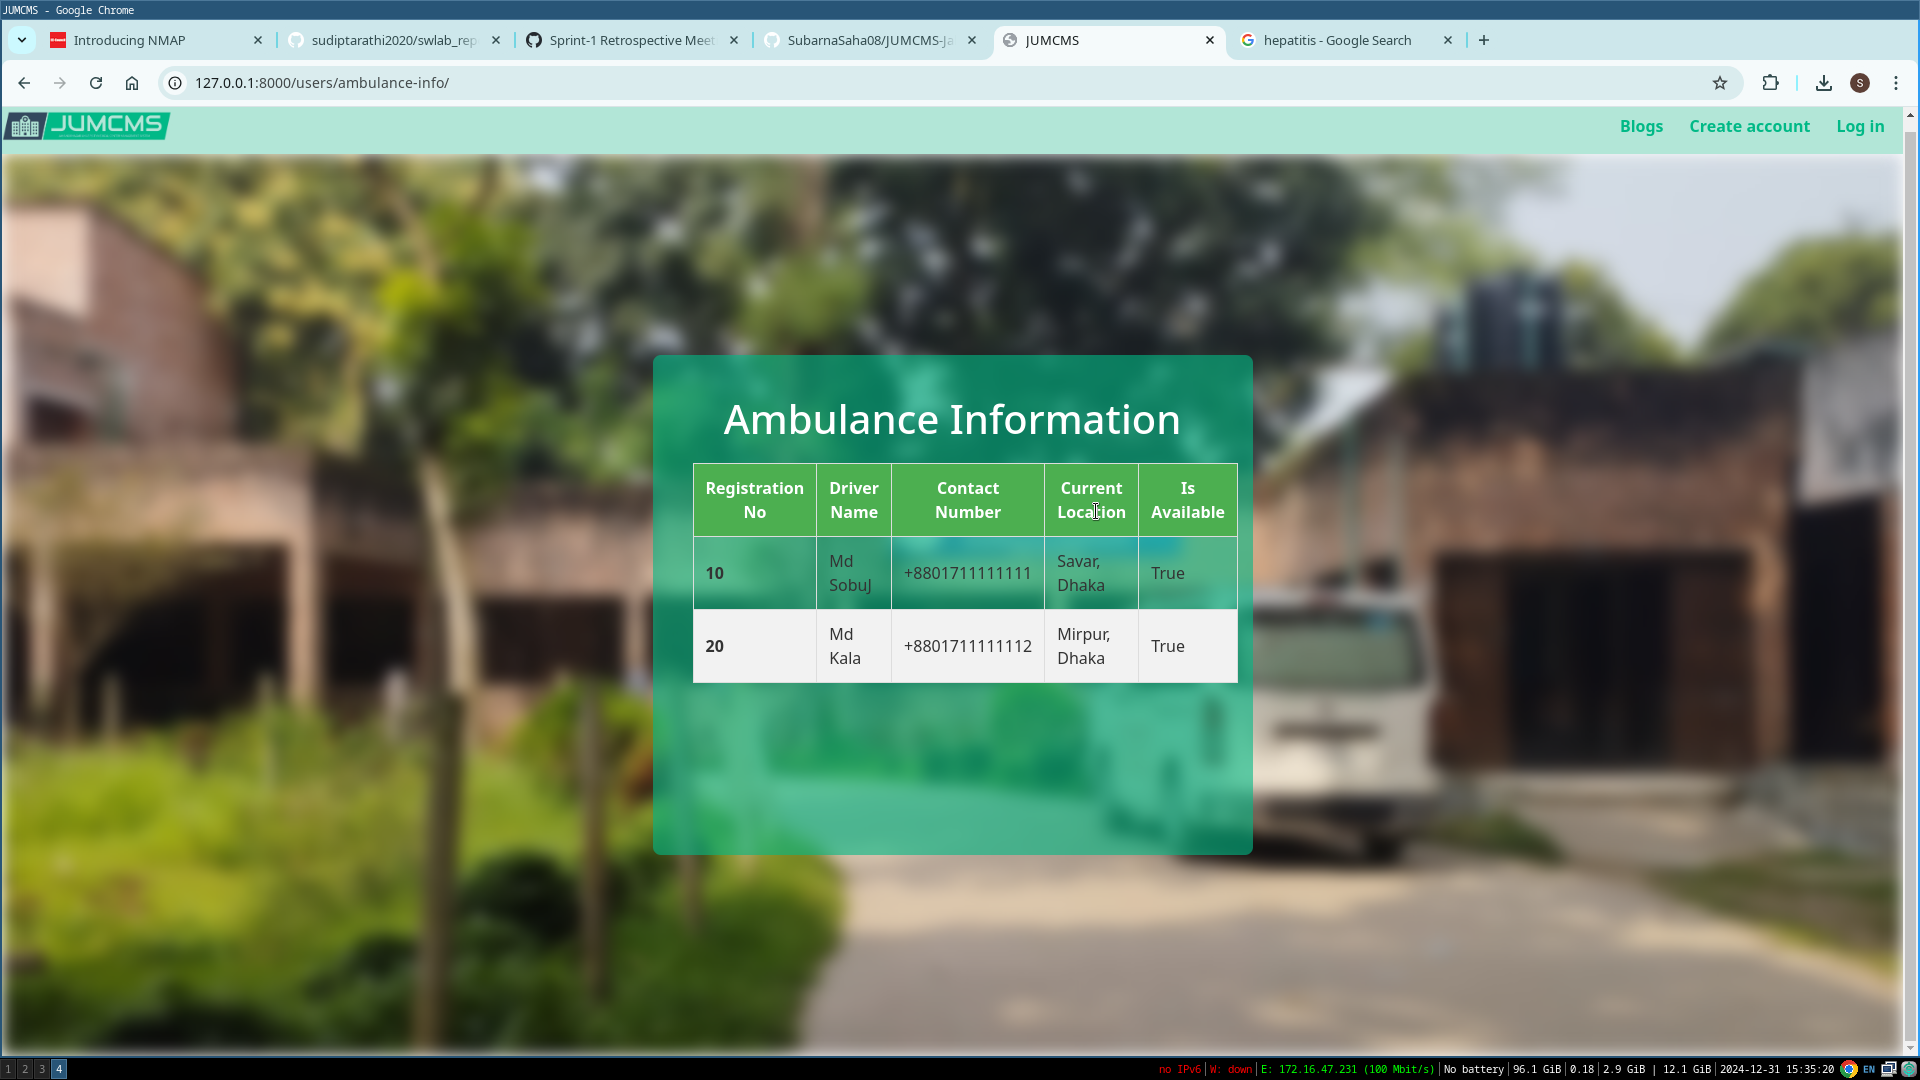 JUMCMS - Google Chrome
Introducing NMAP
sudiptarathi2020/swlab_rep
Sprint-1 Retrospective Meet
SubarnaSaha08/JUMCMS-Ja
JUMCMS
hepatitis - Google Search
127.0.0.1:8000/users/ambulance-info/
S
JUMCMS
Blogs
Create account
Log in
Ambulance Information
Registration No
Driver Name
Contact Number
Current Location
Is Available
10
Md Sobuj
+8801711111111
Savar, Dhaka
True
20
Md Kala
+8801711111112
Mirpur, Dhaka
True
1 2 3 4
no IPv6 | W: down | E: 172.16.47.231 (100 Mbit/s) | No battery | 96.1 GiB | 0.18 | 2.9 GiB | 12.1 GiB | 2024-12-31 15:35:20
EN